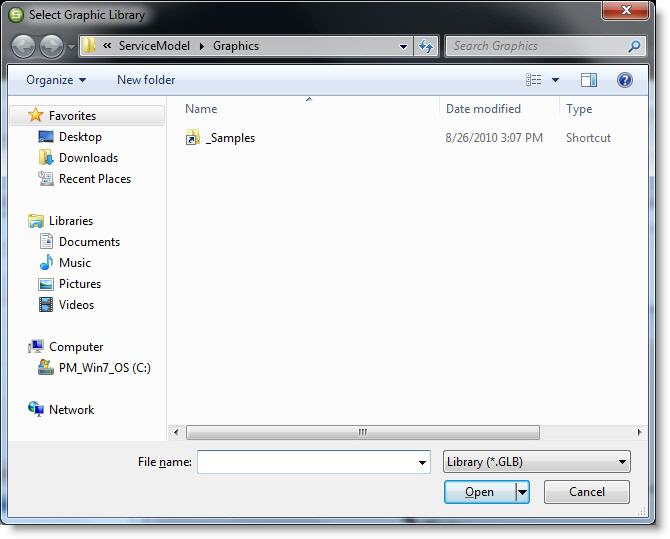 Select Graphic Library
« ServiceModel Graphics Search Graphics
Organize New folder
Favorites
Desktop
Downloads
Recent Places
Libraries
Documents
Music
Pictures
Videos
Computer
PM_Win7_OS (C:)
Network
Name Date modified Type
_Samples 8/26/2010 3:07 PM Shortcut
File name: Library (*.GLB)
Open Cancel